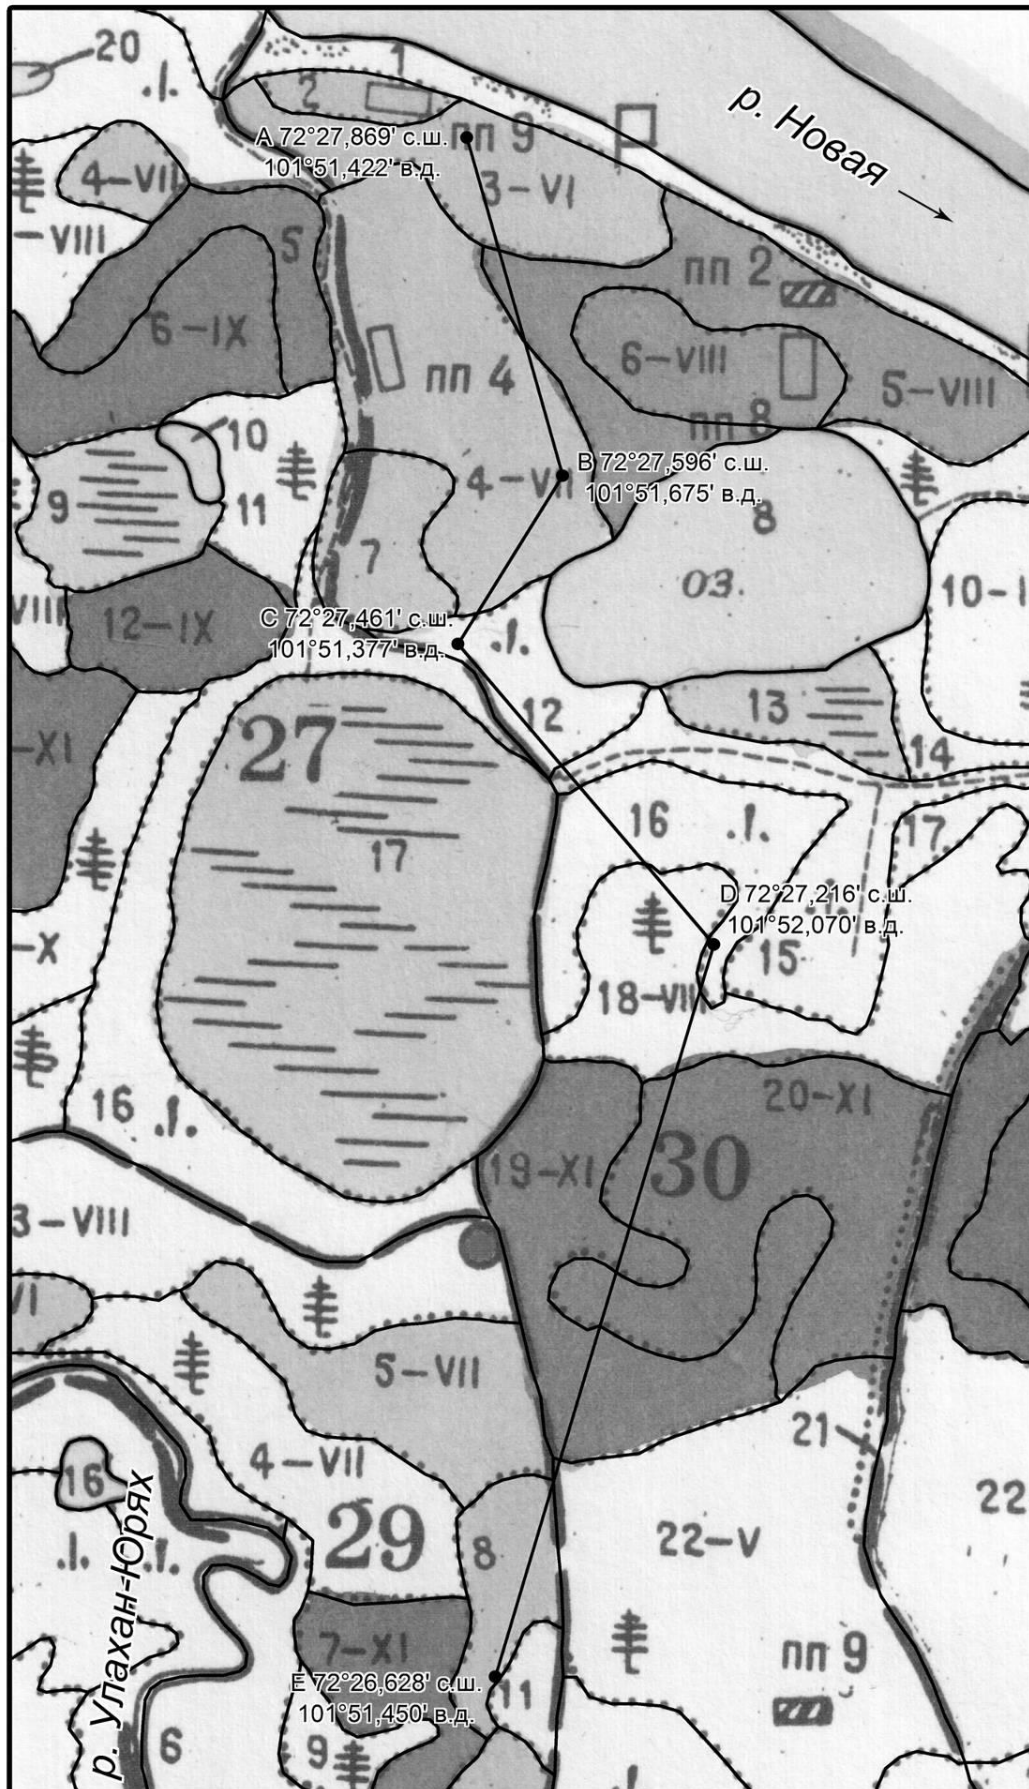 20
1
2
р. Новая
пп 9
A 72°27,869' с.ш.
101°51,422' в.д.
3-VI
4-VII
-VIII
5
пп 2
6-IX
6-VIII
5-VIII
пп 4
пп 8
10
9
11
4-VII
B 72°27,596' с.ш.
101°51,675' в.д.
8
7
03.
10-I
VIII
12-IX
C 72°27,461' с.ш.
101°51,377' в.д.
12
13
14
-XI
27
17
16
17
D 72°27,216' с.ш.
101°52,070' в.д.
15
-X
18-VII
16
20-XI
19-XI
30
3-VIII
VI
5-VII
21
4-VII
16
29
8
22-V
22
р. Улахан-Юрях
7-XI
E 72°26,628' с.ш.
101°51,450' в.д.
11
пп 9
6
9